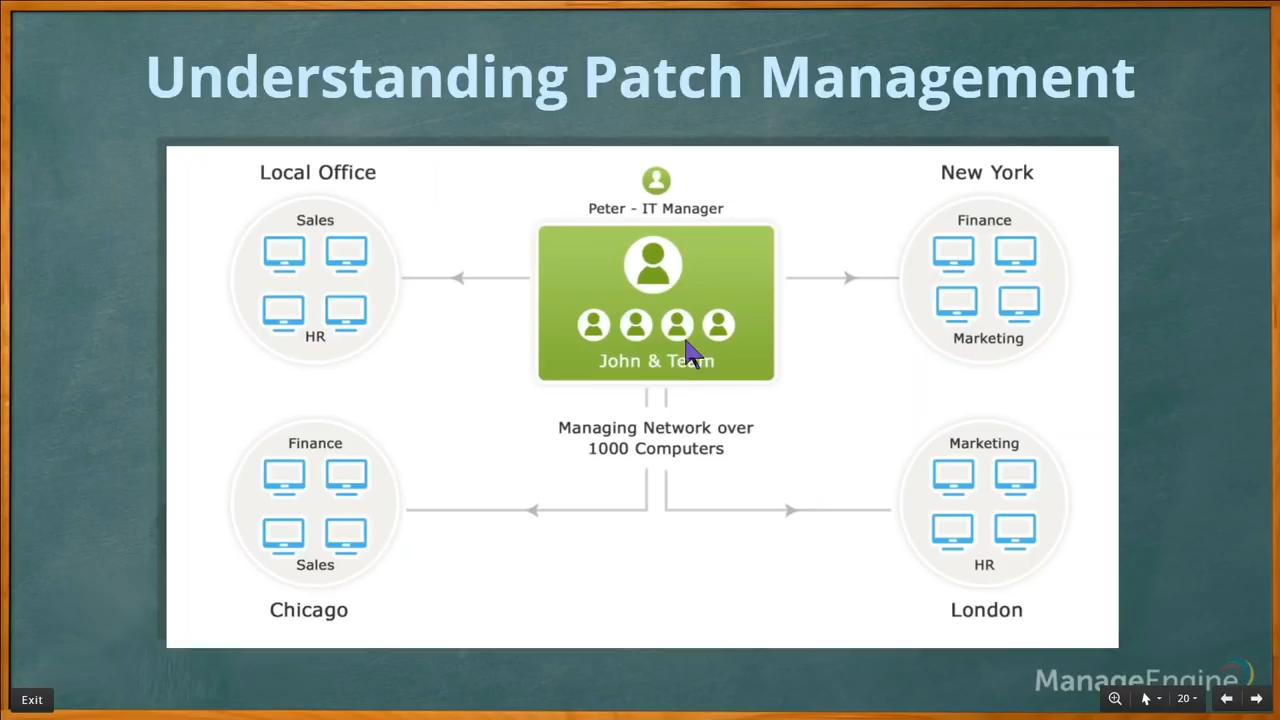 Understanding Patch Management
Local Office
Sales
HR
Peter - IT Manager
John & Team
New York
Finance
Marketing
Managing Network over
1000 Computers
Finance
Sales
Chicago
Marketing
HR
London
ManageEngine
Exit
20